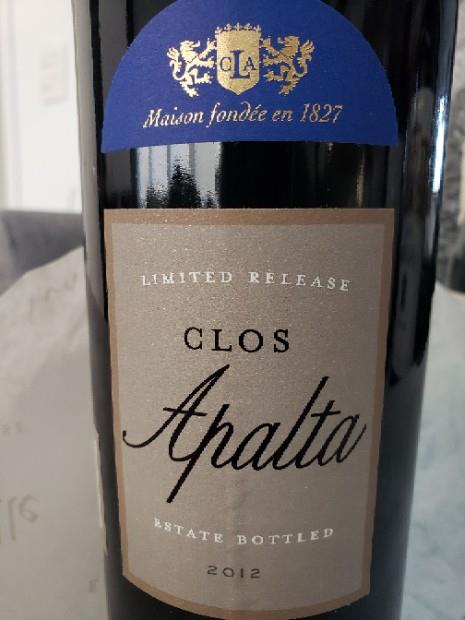 CLA
Maison fondée en 1827
LIMITED RELEASE
CLOS
Apalta
ESTATE BOTTLED
2012